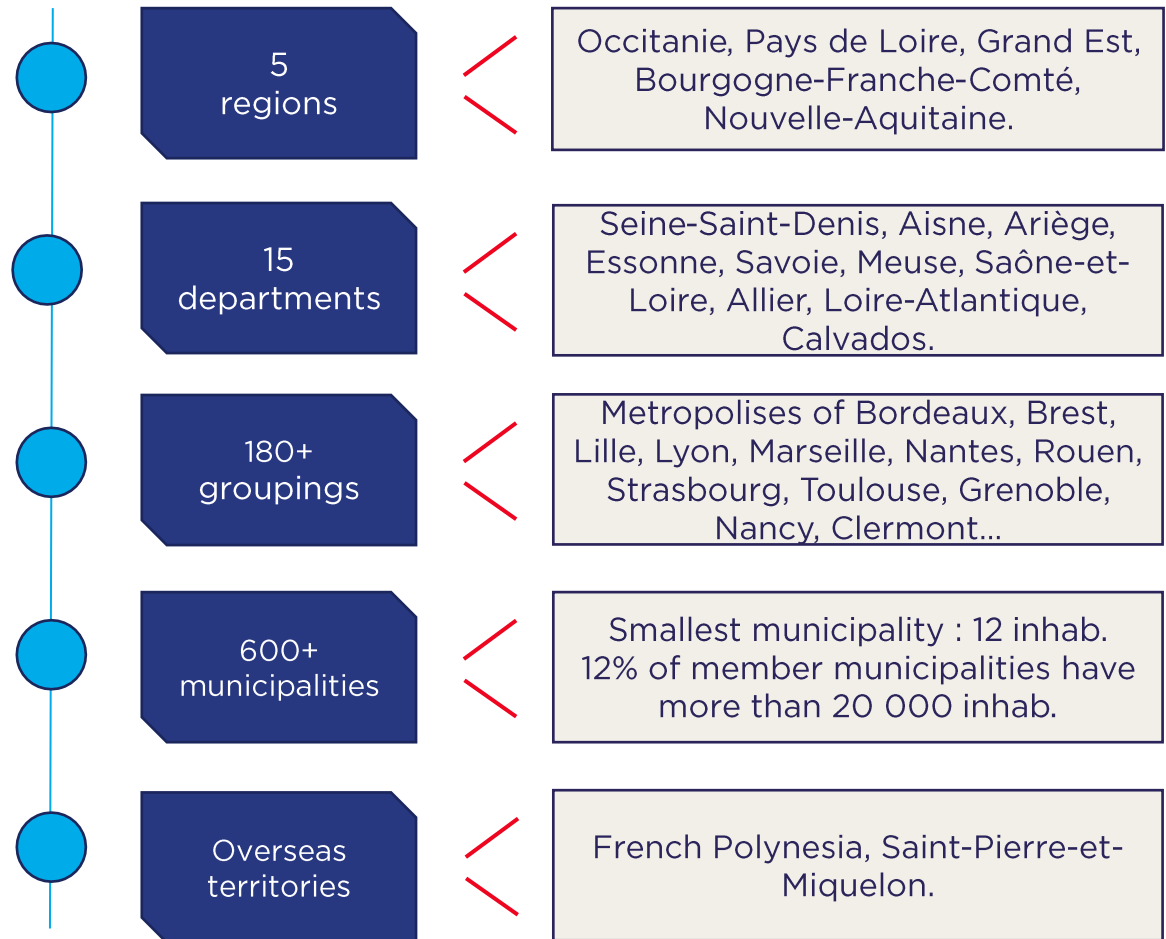 5
regions
Occitanie, Pays de Loire, Grand Est,
Bourgogne-Franche-Comté,
Nouvelle-Aquitaine.
15
departments
Seine-Saint-Denis, Aisne, Ariège,
Essonne, Savoie, Meuse, Saône-et-
Loire, Allier, Loire-Atlantique,
Calvados.
180+
groupings
Metropolises of Bordeaux, Brest,
Lille, Lyon, Marseille, Nantes, Rouen,
Strasbourg, Toulouse, Grenoble,
Nancy, Clermont...
600+
municipalities
Smallest municipality : 12 inhab.
12% of member municipalities have
more than 20 000 inhab.
Overseas
territories
French Polynesia, Saint-Pierre-et-
Miquelon.